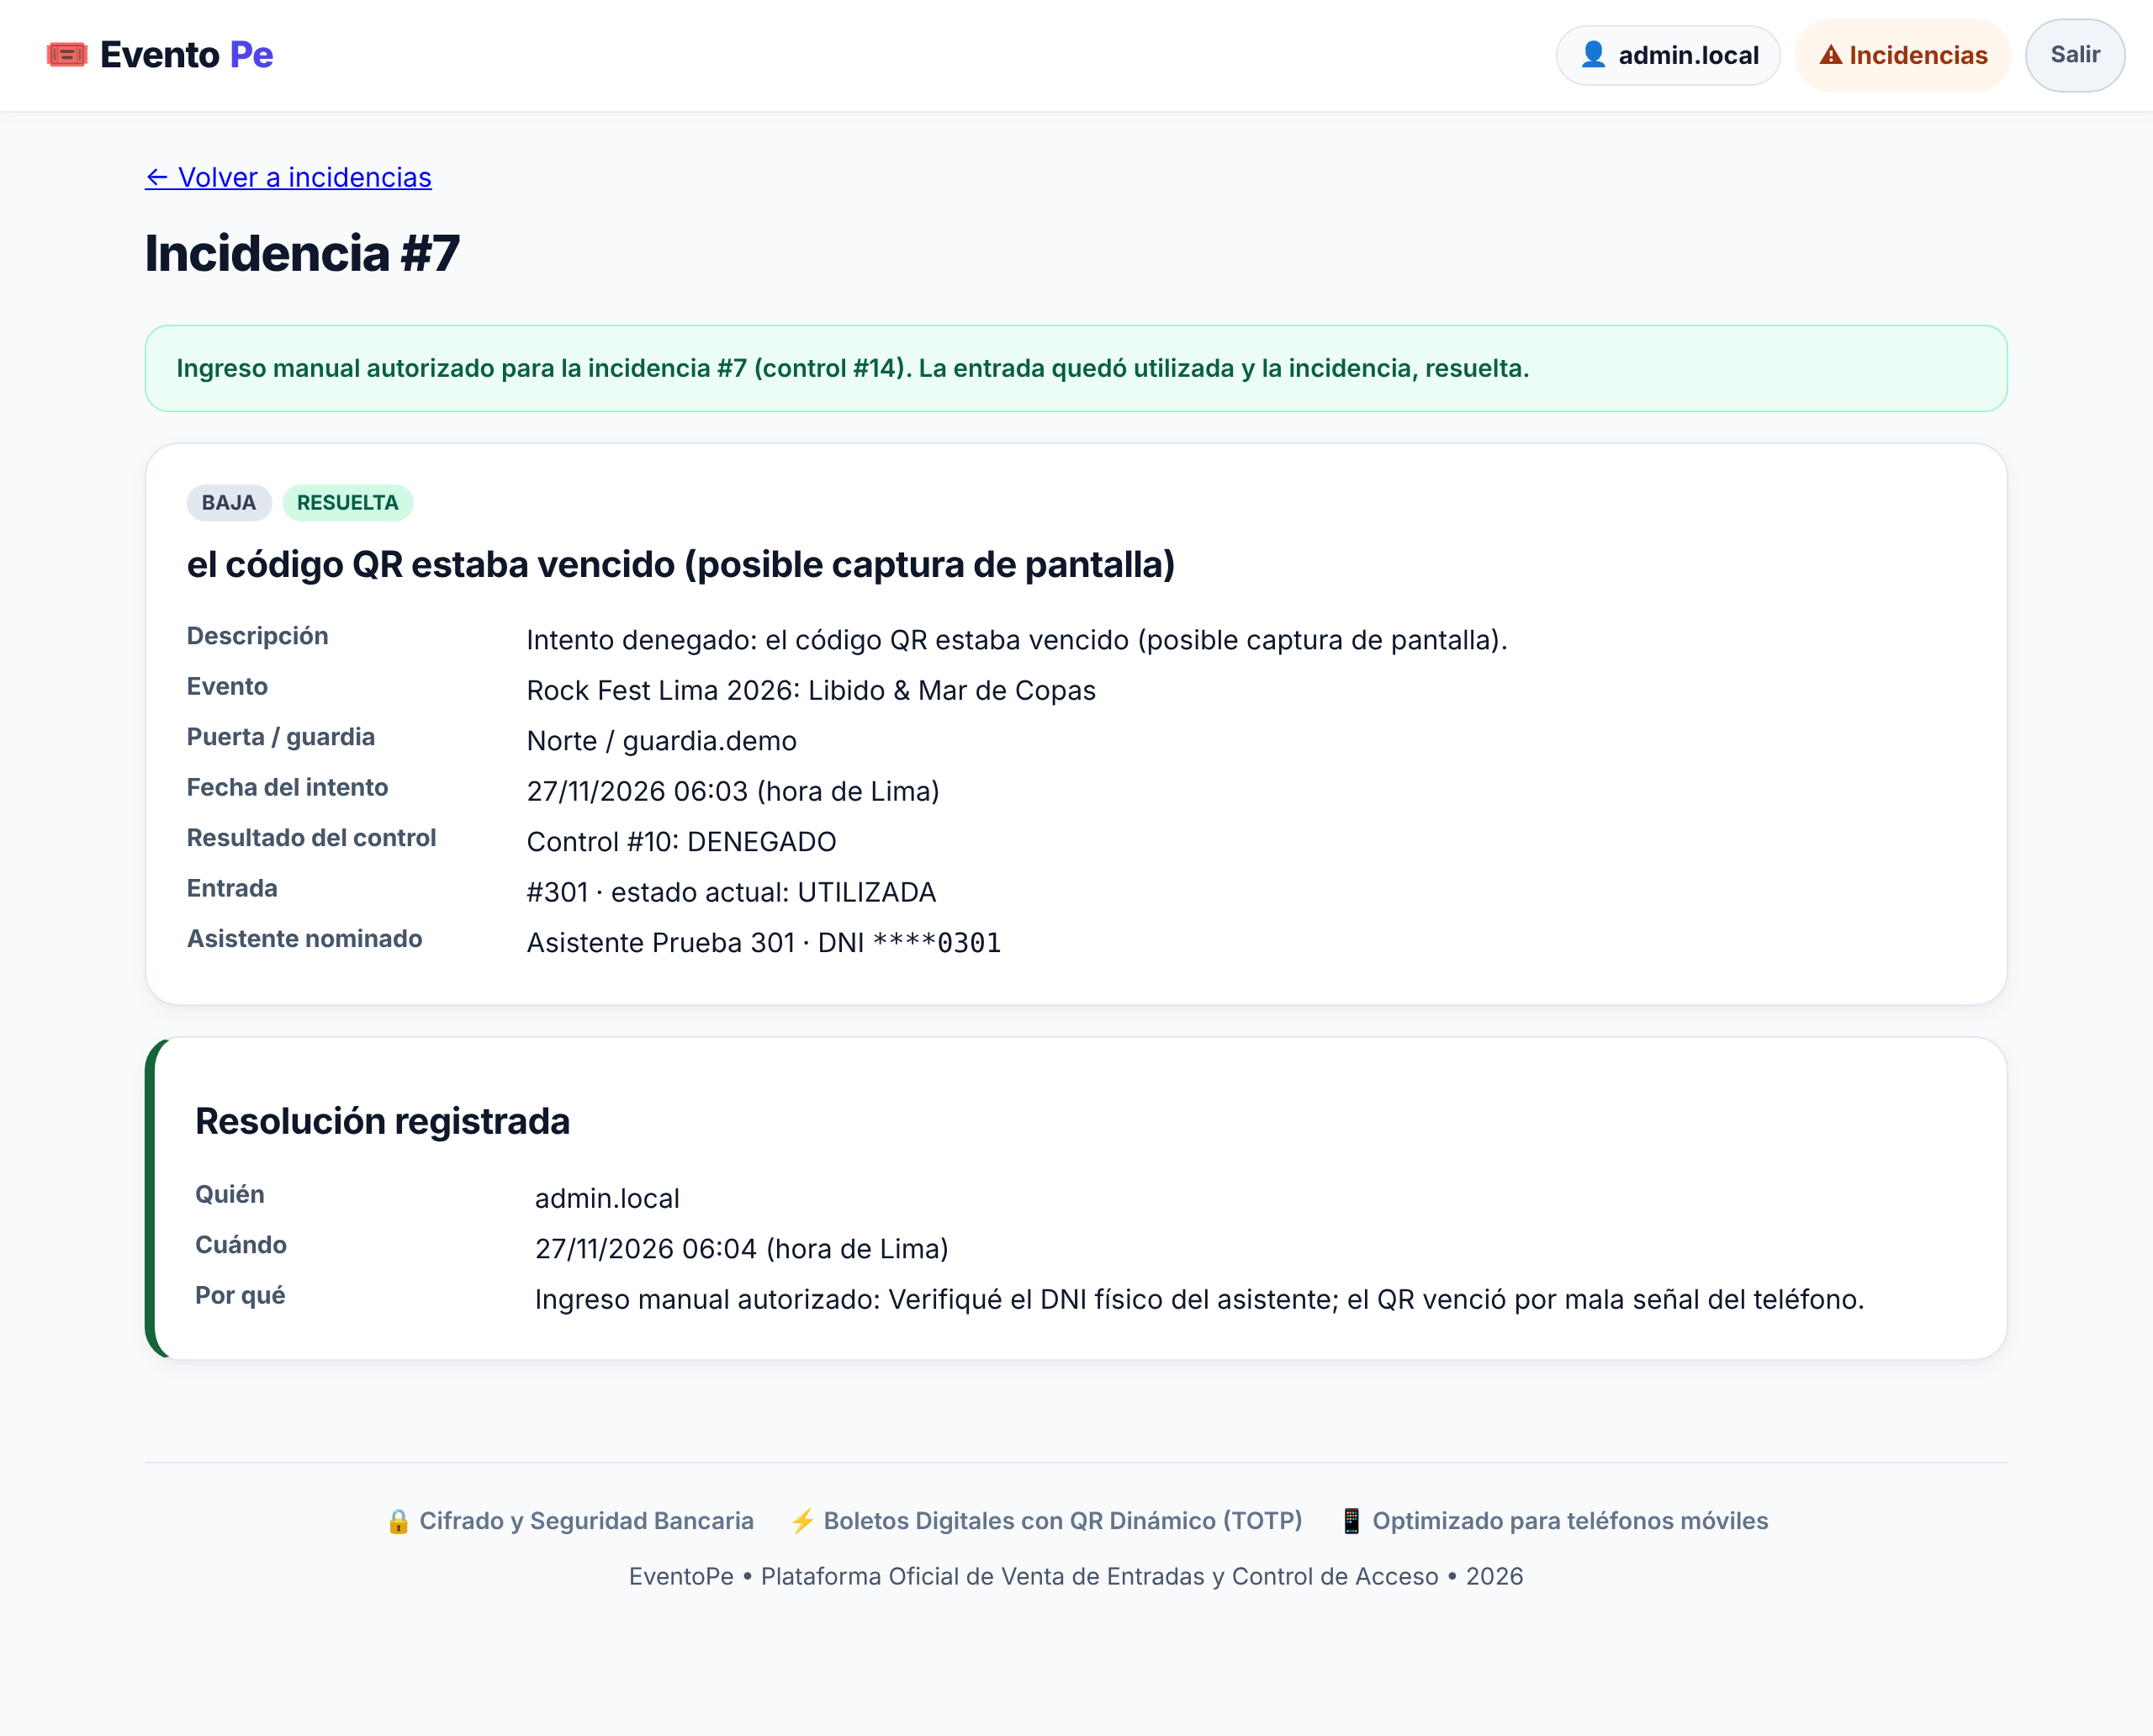 Evento Pe
admin.local
Incidencias
Salir
← Volver a incidencias
Incidencia #7
Ingreso manual autorizado para la incidencia #7 (control #14). La entrada quedó utilizada y la incidencia, resuelta.
BAJA RESUELTA
el código QR estaba vencido (posible captura de pantalla)
Descripción Intento denegado: el código QR estaba vencido (posible captura de pantalla).
Evento Rock Fest Lima 2026: Libido & Mar de Copas
Puerta / guardia Norte / guardia.demo
Fecha del intento 27/11/2026 06:03 (hora de Lima)
Resultado del control Control #10: DENEGADO
Entrada #301 · estado actual: UTILIZADA
Asistente nominado Asistente Prueba 301 · DNI ****0301
Resolución registrada
Quién admin.local
Cuándo 27/11/2026 06:04 (hora de Lima)
Por qué Ingreso manual autorizado: Verifiqué el DNI físico del asistente; el QR venció por mala señal del teléfono.
Cifrado y Seguridad Bancaria Boletos Digitales con QR Dinámico (TOTP) Optimizado para teléfonos móviles
EventoPe • Plataforma Oficial de Venta de Entradas y Control de Acceso • 2026